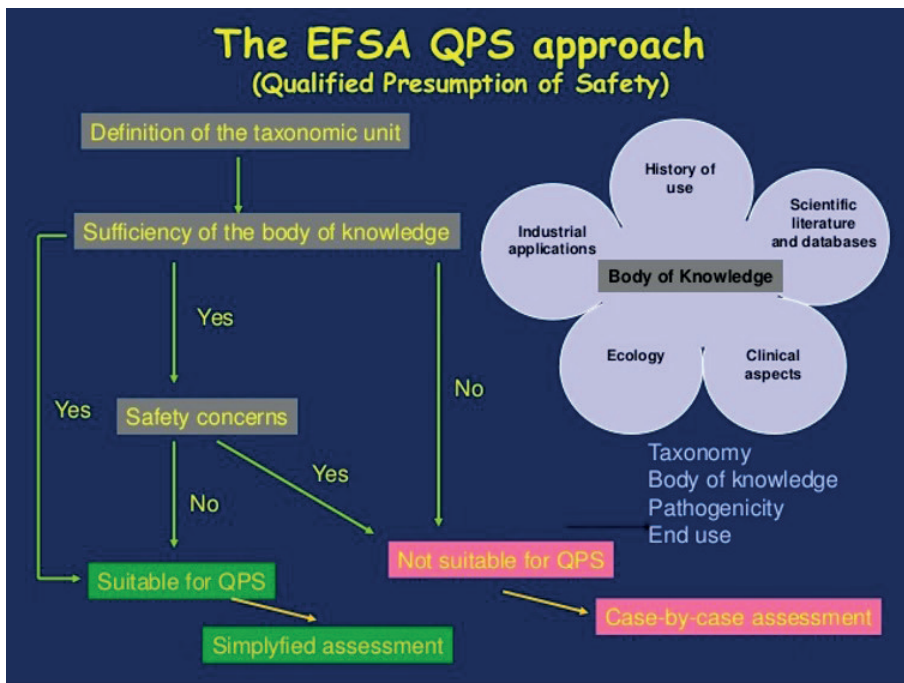 The EFSA QPS approach
(Qualified Presumption of Safety)
Definition of the taxonomic unit
Sufficiency of the body of knowledge
Yes
Yes
No
Safety concerns
No
Yes
Suitable for QPS
Not suitable for QPS
Simplyfied assessment
Case-by-case assessment
History of
use
Industrial
applications
Scientific
literature
and databases
Body of Knowledge
Ecology
Clinical
aspects
Taxonomy
Body of knowledge
Pathogenicity
End use